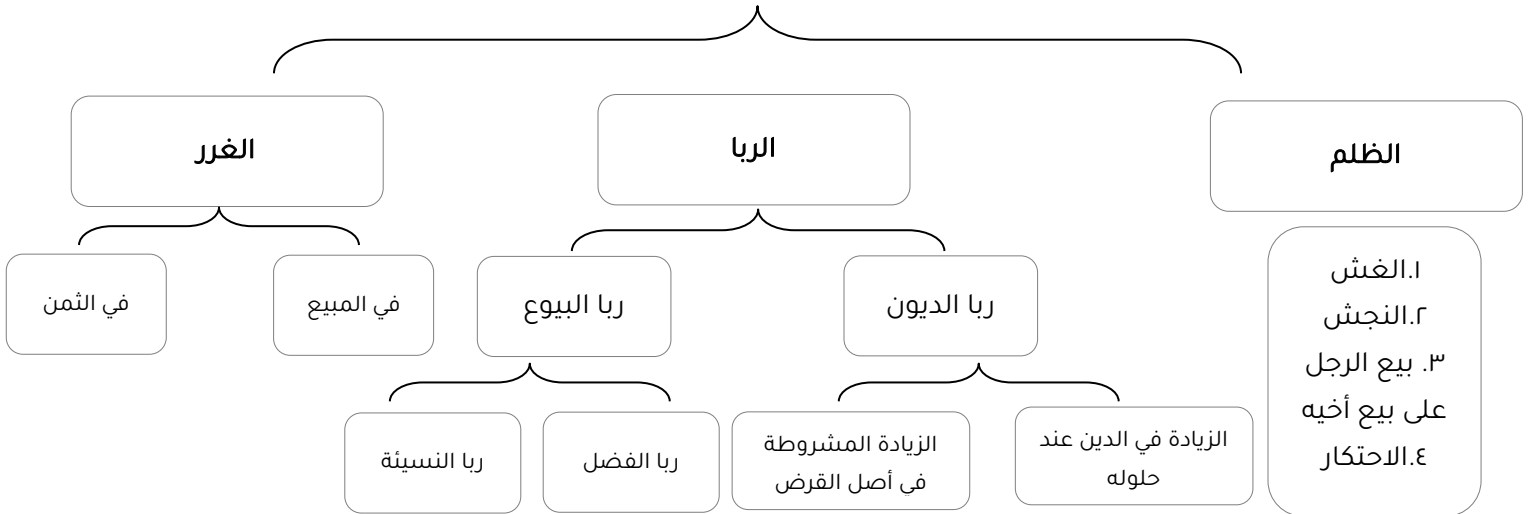 الظلم
الربا
الغرر
١.الغش
٢.النجش
٣. بيع الرجل
على بيع أخيه
٤.الاحتكار
ربا الديون
ربا البيوع
في المبيع
في الثمن
الزيادة في الدين عند
حلوله
الزيادة المشروطة
في أصل القرض
ربا الفضل
ربا النسيئة